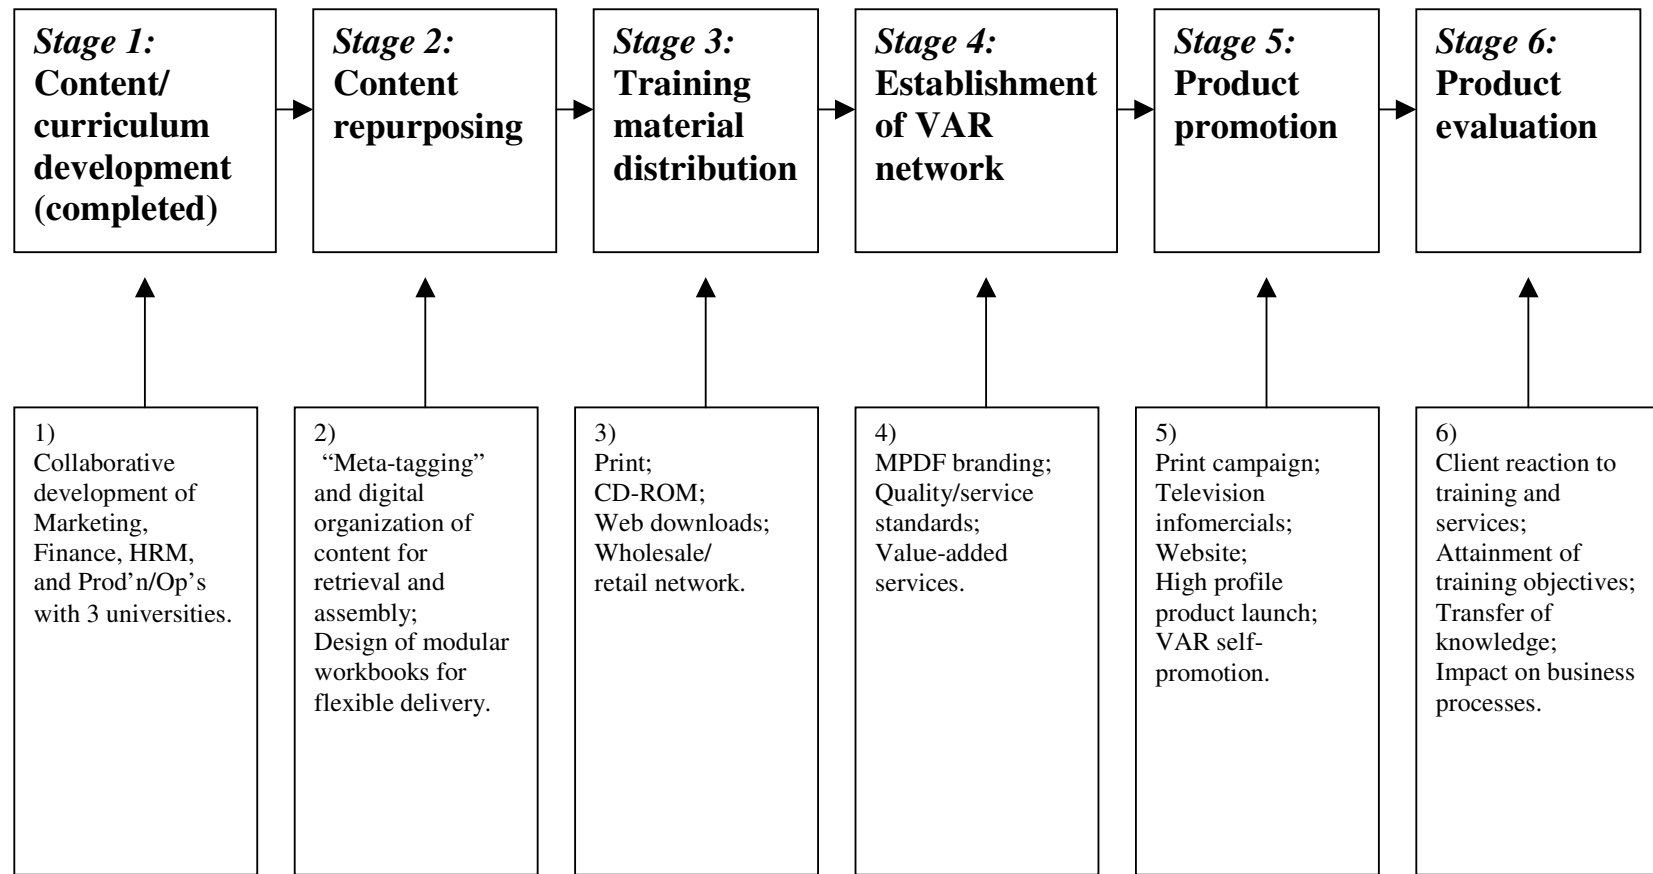 Stage 1:
Content/
curriculum
development
(completed)
Stage 2:
Content
repurposing
Stage 3:
Training
material
distribution
Stage 4:
Establishment
of VAR
network
Stage 5:
Product
promotion
Stage 6:
Product
evaluation
1)
Collaborative
development of
Marketing,
Finance, HRM,
and Prod’n/Op’s
with 3 universities.
2)
“Meta-tagging”
and digital
organization of
content for
retrieval and
assembly;
Design of modular
workbooks for
flexible delivery.
3)
Print;
CD-ROM;
Web downloads;
Wholesale/
retail network.
4)
MPDF branding;
Quality/service
standards;
Value-added
services.
5)
Print campaign;
Television
infomercials;
Website;
High profile
product launch;
VAR self-
promotion.
6)
Client reaction to
training and
services;
Attainment of
training objectives;
Transfer of
knowledge;
Impact on business
processes.